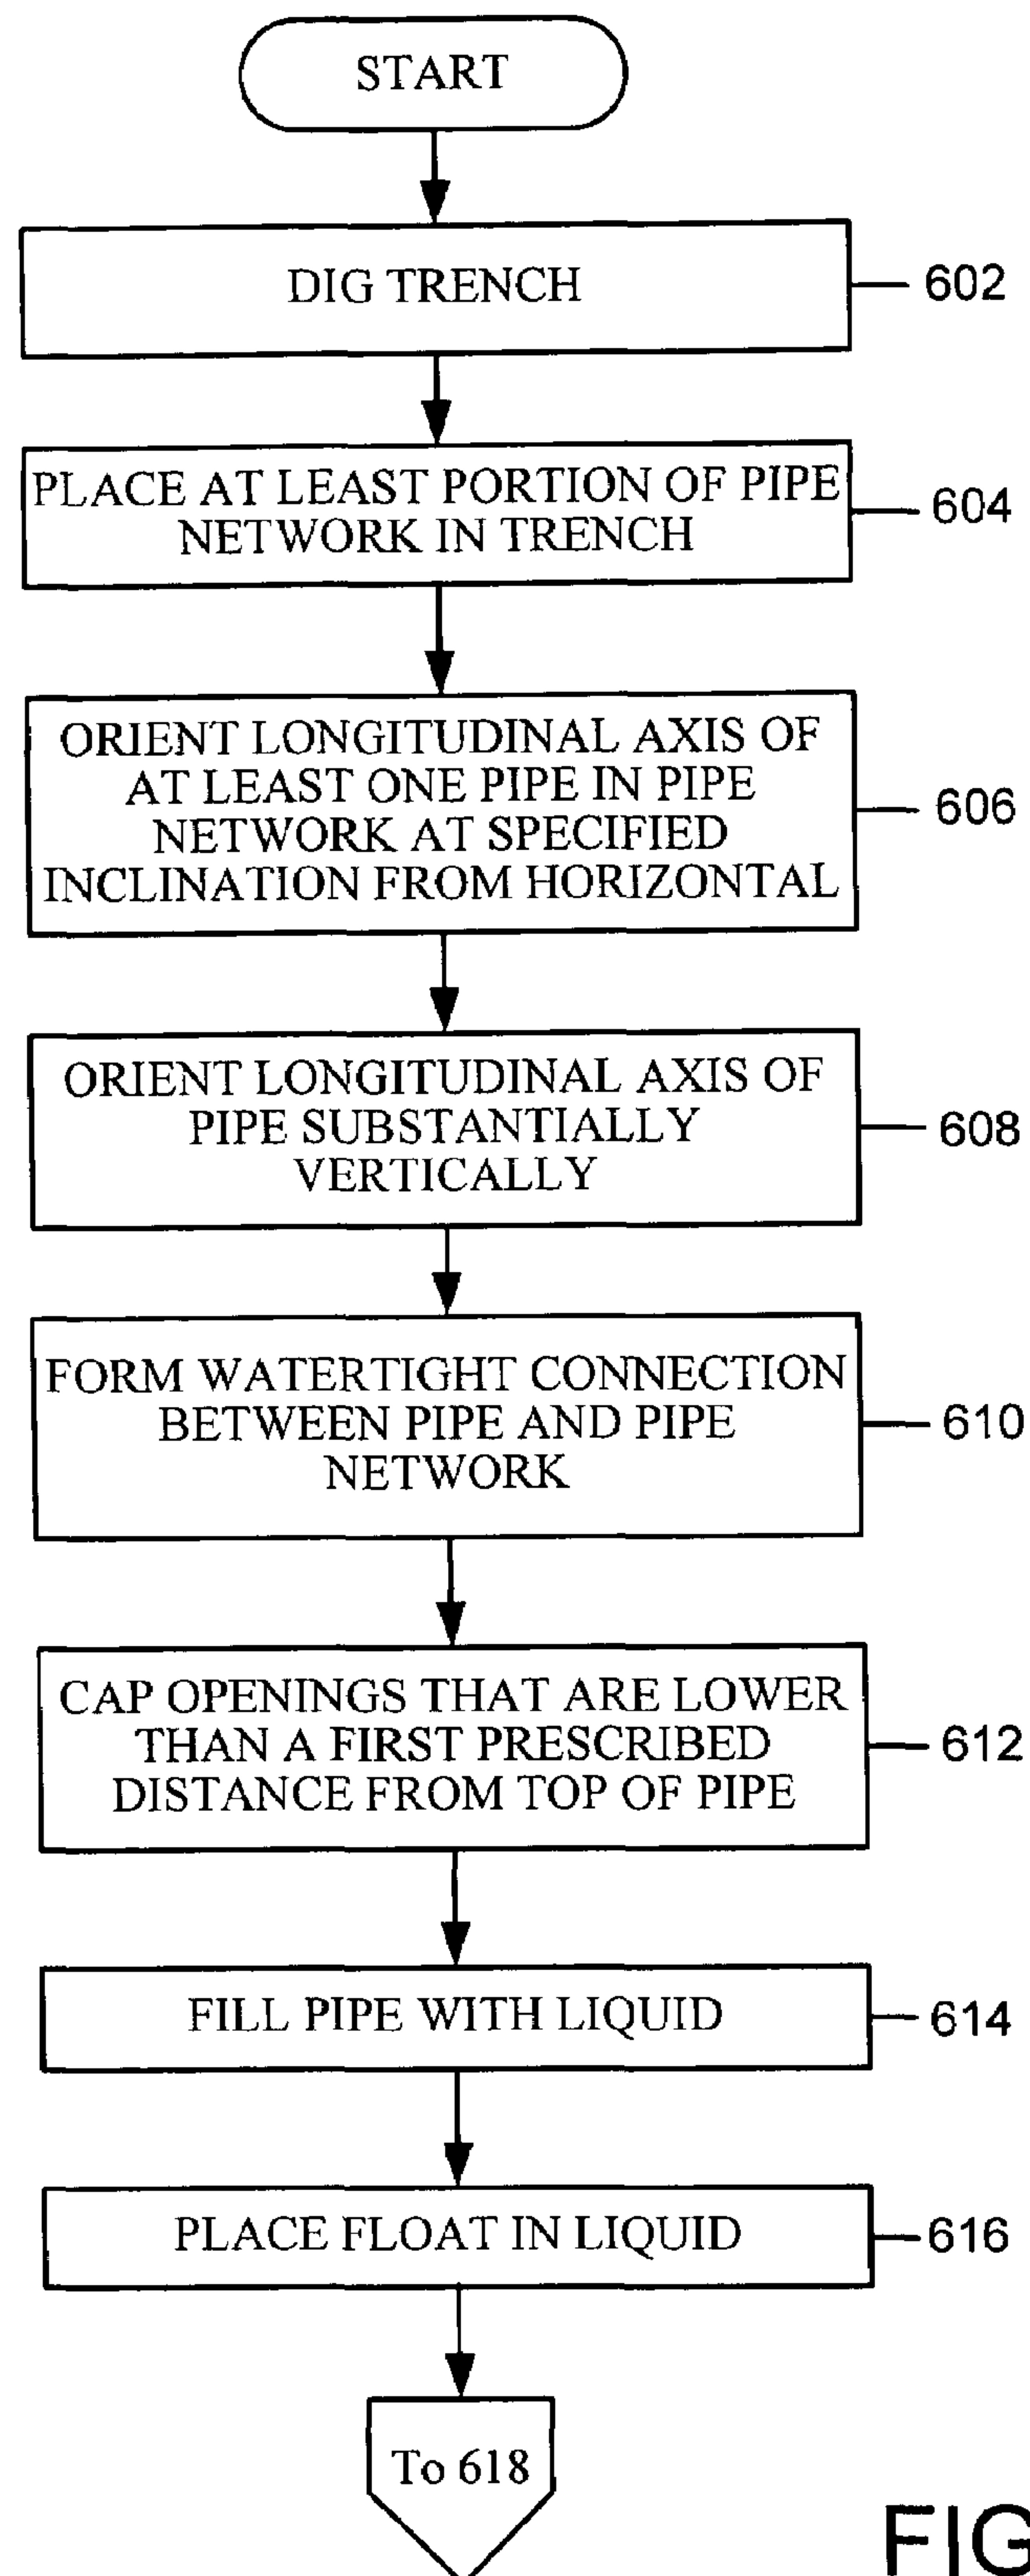 START
DIG TRENCH
602
PLACE AT LEAST PORTION OF PIPE
NETWORK IN TRENCH
604
ORIENT LONGITUDINAL AXIS OF
AT LEAST ONE PIPE IN PIPE
NETWORK AT SPECIFIED
INCLINATION FROM HORIZONTAL
606
ORIENT LONGITUDINAL AXIS OF
PIPE SUBSTANTIALLY
VERTICALLY
608
FORM WATERTIGHT CONNECTION
BETWEEN PIPE AND PIPE
NETWORK
610
CAP OPENINGS THAT ARE LOWER
THAN A FIRST PRESCRIBED
DISTANCE FROM TOP OF PIPE
612
FILL PIPE WITH LIQUID
614
PLACE FLOAT IN LIQUID
616
To 618
FIG